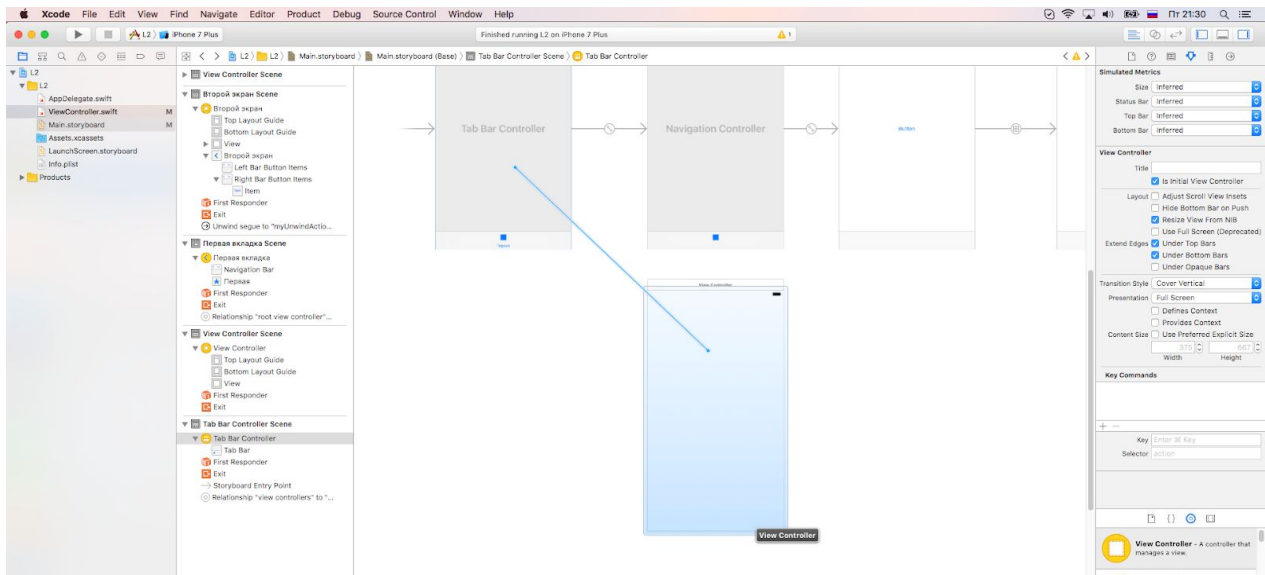 Xcode File Edit View Find Navigate Editor Product Debug Source Control Window Help Пт 21:30
L2 iPhone 7 Plus Finished running L2 on iPhone 7 Plus 1
L2 L2 Main.storyboard Main.storyboard (Base) Tab Bar Controller Scene Tab Bar Controller
L2
L2
AppDelegate.swift
ViewController.swift M
Main.storyboard M
Assets.xcassets
LaunchScreen.storyboard
Info.plist
Products
View Controller Scene
Второй экран Scene
Второй экран
Top Layout Guide
Bottom Layout Guide
View
Второй экран
Left Bar Button Items
Right Bar Button Items
Item
First Responder
Exit
Unwind segue to "myUnwindActio...
Первая вкладка Scene
Первая вкладка
Navigation Bar
Первая
First Responder
Exit
Relationship "root view controller"...
View Controller Scene
View Controller
Top Layout Guide
Bottom Layout Guide
View
First Responder
Exit
Tab Bar Controller Scene
Tab Bar Controller
Tab Bar
First Responder
Exit
Storyboard Entry Point
Relationship "view controllers" to "...
Tab Bar Controller
Navigation Controller
Button
View Controller
View Controller
Simulated Metrics
Size Inferred
Status Bar Inferred
Top Bar Inferred
Bottom Bar Inferred
View Controller
Title
Is Initial View Controller
Layout Adjust Scroll View Insets
Hide Bottom Bar on Push
Resize View From NIB
Use Full Screen (Deprecated)
Extend Edges Under Top Bars
Under Bottom Bars
Under Opaque Bars
Transition Style Cover Vertical
Presentation Full Screen
Defines Context
Provides Context
Content Size Use Preferred Explicit Size
375 667
Width Height
Key Commands
Key Enter ⌘ Key
Selector action
View Controller - A controller that
manages a view.